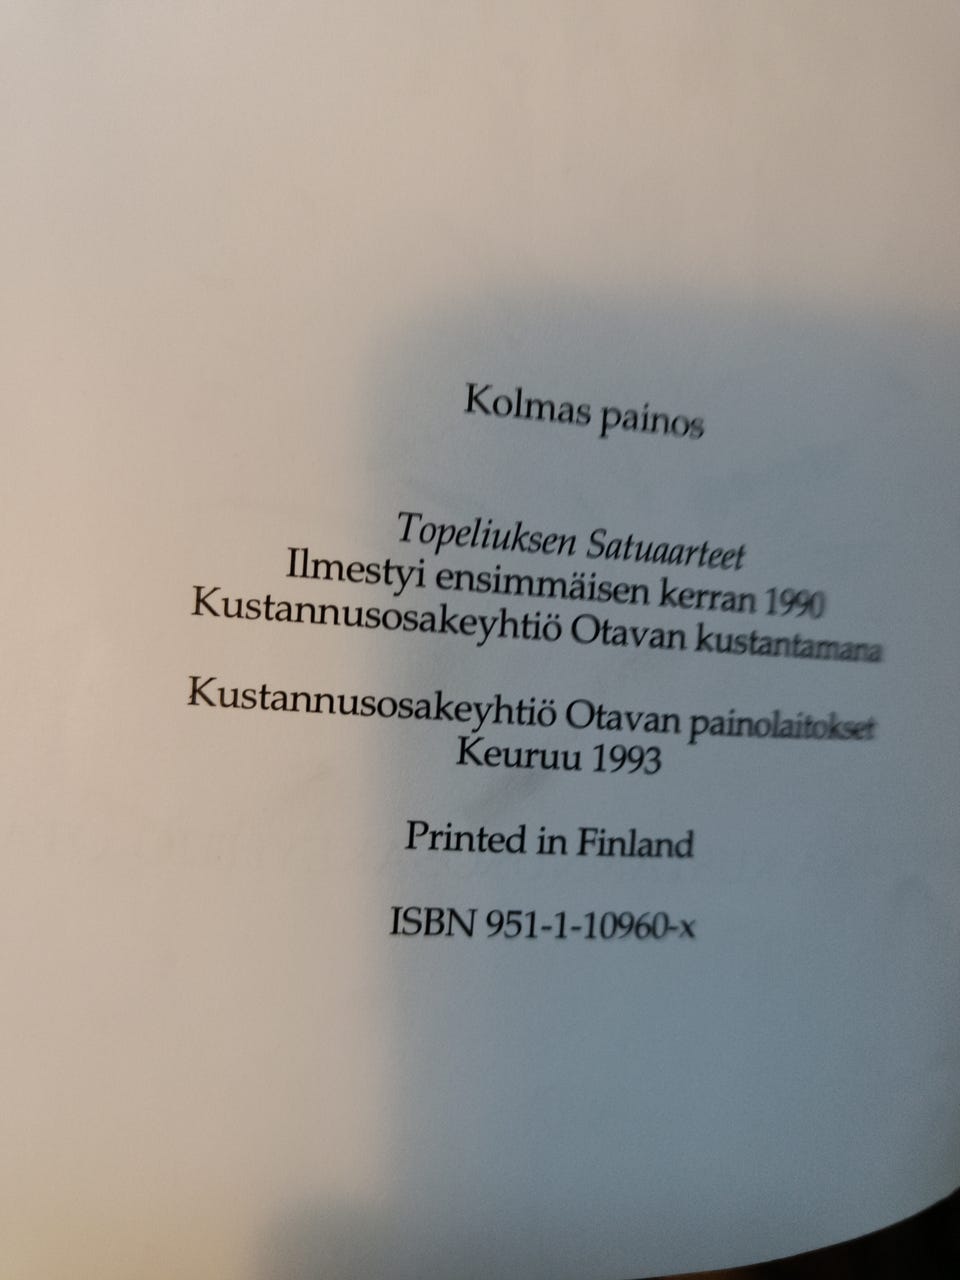 Kolmas painos
Topeliuksen Satuaarteet
Ilmestyi ensimmäisen kerran 1990
Kustannusosakeyhtiö Otavan kustantamana
Kustannusosakeyhtiö Otavan painolaitokset
Keuruu 1993
Printed in Finland
ISBN 951-1-10960-x